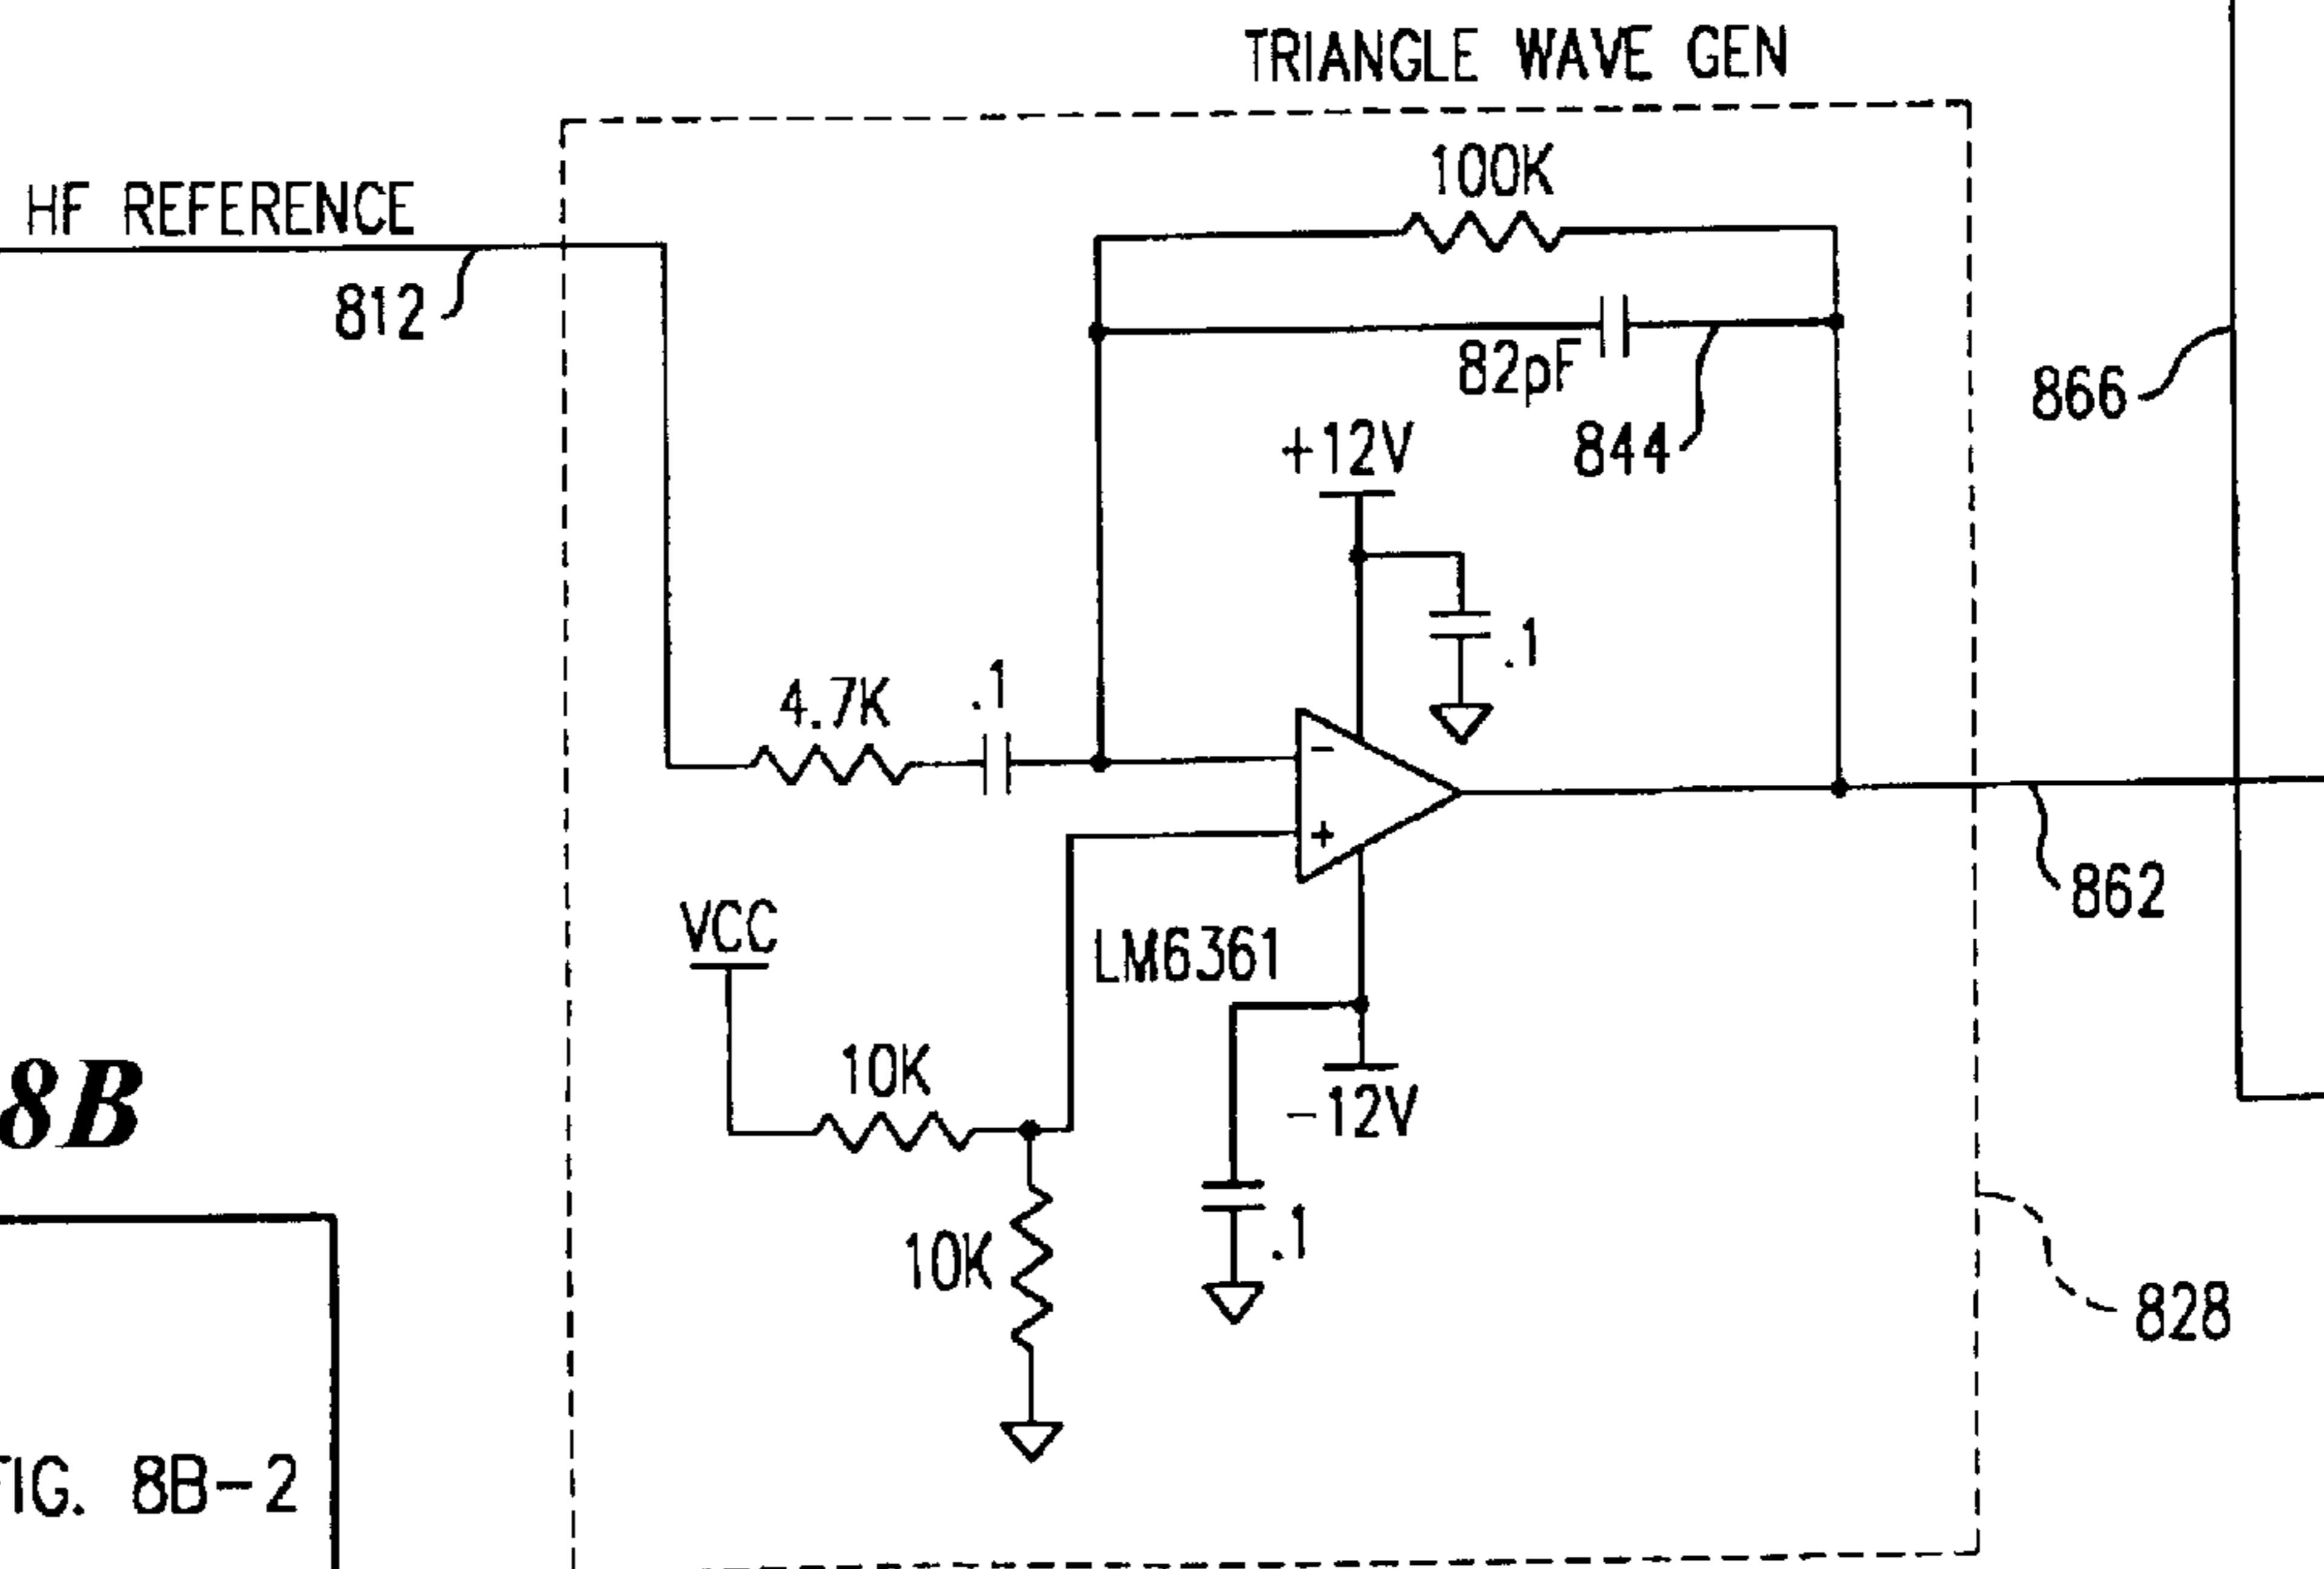 TRIANGLE WAVE GEN
HF REFERENCE
812
100K
82pF
844
866
+12V
.1
4.7K
.1
-
+
862
VCC
LM6361
10K
-12V
8B
10K
.1
828
FIG. 8B-2